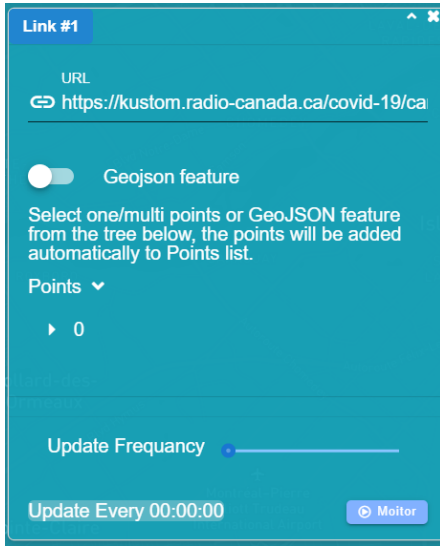 Link #1
URL
https://kustom.radio-canada.ca/covid-19/ca
Geojson feature
Select one/multi points or GeoJSON feature
from the tree below, the points will be added
automatically to Points list.
Points
0
Update Frequancy
Update Every 00:00:00
Moitor